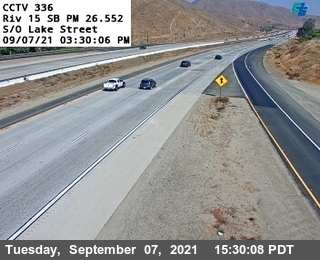 CCTV 336
Riv 15 SB PM 26.552
S/O Lake Street
09/07/21 03:30:06 PM
Tuesday, September 07, 2021 15:30:08 PDT